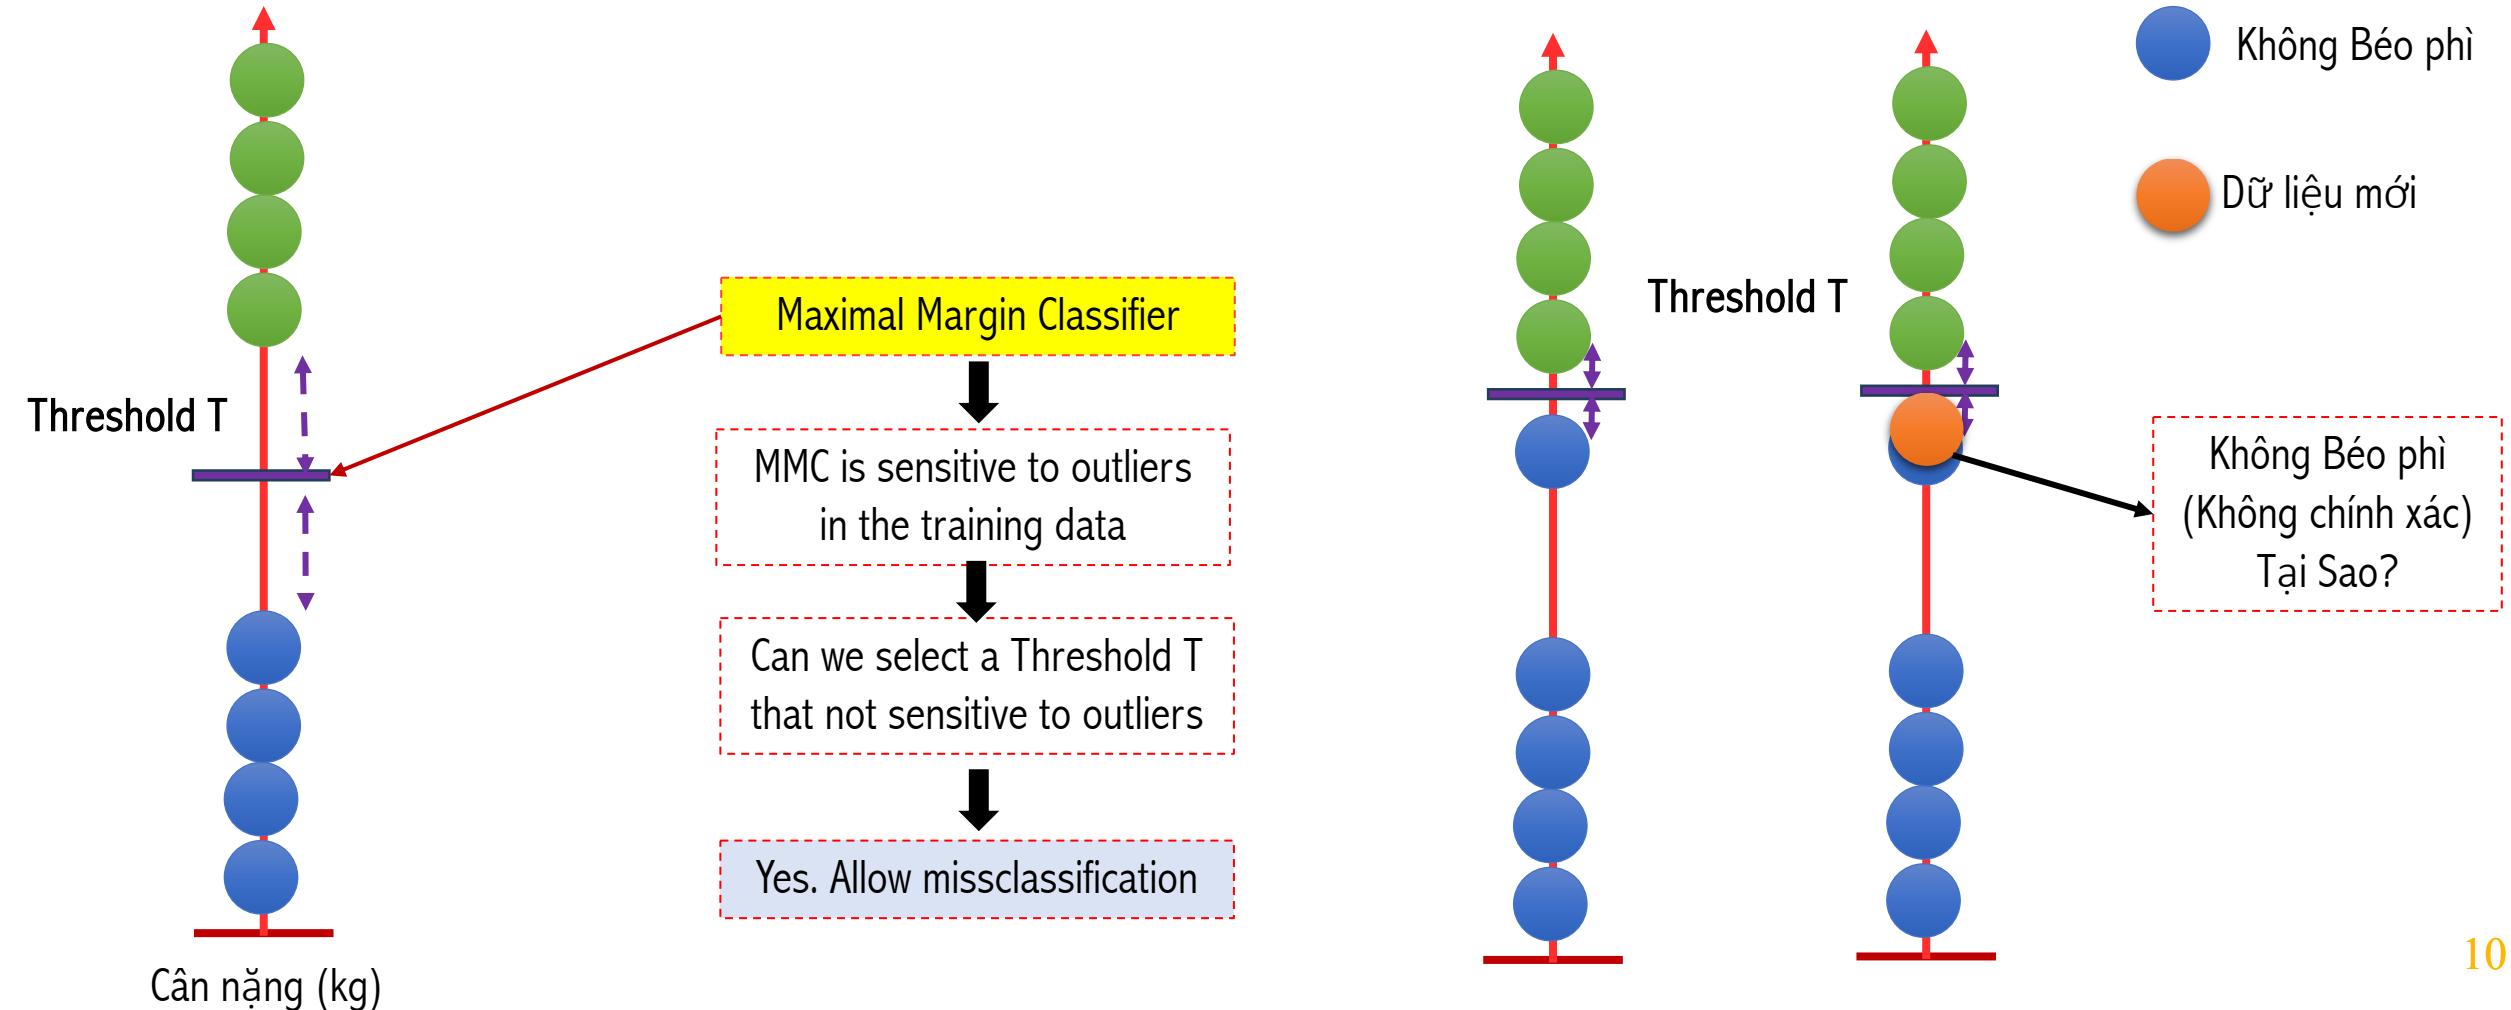 Threshold T
Cân nặng (kg)
Maximal Margin Classifier
MMC is sensitive to outliers
in the training data
Can we select a Threshold T
that not sensitive to outliers
Yes. Allow missclassification
Threshold T
Không Béo phì
Dữ liệu mới
Không Béo phì
(Không chính xác)
Tại Sao?
10